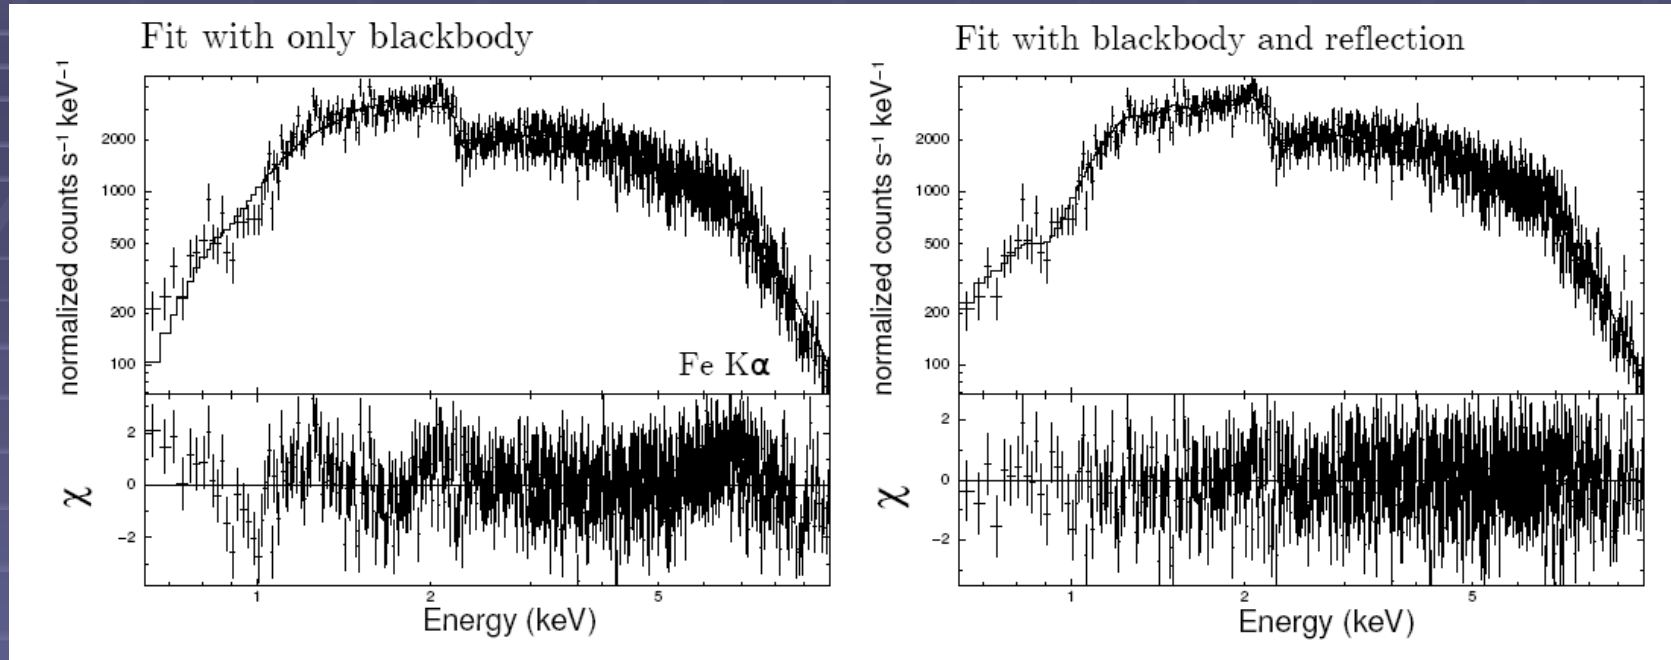 Fit with only blackbody
normalized counts s⁻¹ keV⁻¹
2000
1000
500
200
100
Fe Kα
χ
2
0
−2
1
2
5
Energy (keV)
Fit with blackbody and reflection
normalized counts s⁻¹ keV⁻¹
2000
1000
500
200
100
χ
2
0
−2
1
2
5
Energy (keV)